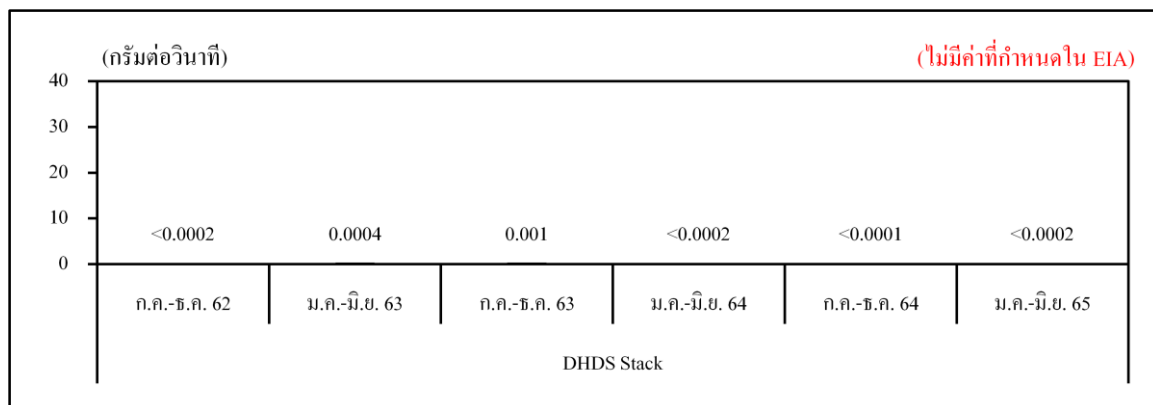 (กรัมต่อวินาที) (ไม่มีค่าที่กำหนดใน EIA)
40
30
20
10
0
<0.0002 0.0004 0.001 <0.0002 <0.0001 <0.0002
ก.ค.-ธ.ค. 62 ม.ค.-มิ.ย. 63 ก.ค.-ธ.ค. 63 ม.ค.-มิ.ย. 64 ก.ค.-ธ.ค. 64 ม.ค.-มิ.ย. 65
DHDS Stack